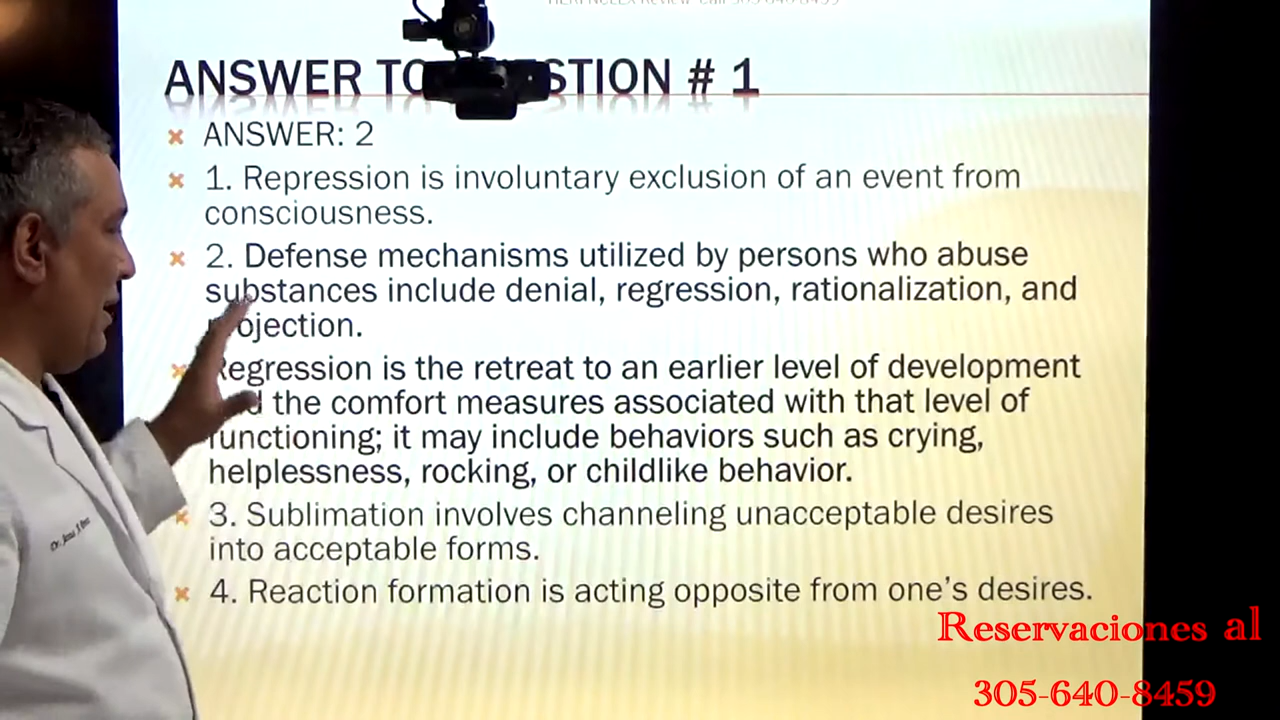 ANSWER TO STION # 1
ANSWER: 2
1. Repression is involuntary exclusion of an event from
consciousness.
2. Defense mechanisms utilized by persons who abuse
substances include denial, regression, rationalization, and
projection.
Regression is the retreat to an earlier level of development
the comfort measures associated with that level of
functioning; it may include behaviors such as crying,
helplessness, rocking, or childlike behavior.
3. Sublimation involves channeling unacceptable desires
into acceptable forms.
4. Reaction formation is acting opposite from one's desires.
Reservaciones al
305-640-8459